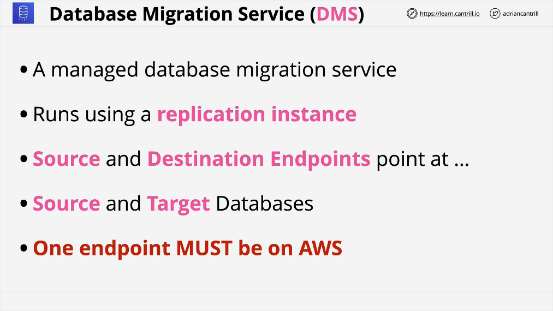 Database Migration Service (DMS)
https://learn.cantrill.io
adriancantrill
• A managed database migration service
• Runs using a replication instance
• Source and Destination Endpoints point at ...
• Source and Target Databases
• One endpoint MUST be on AWS